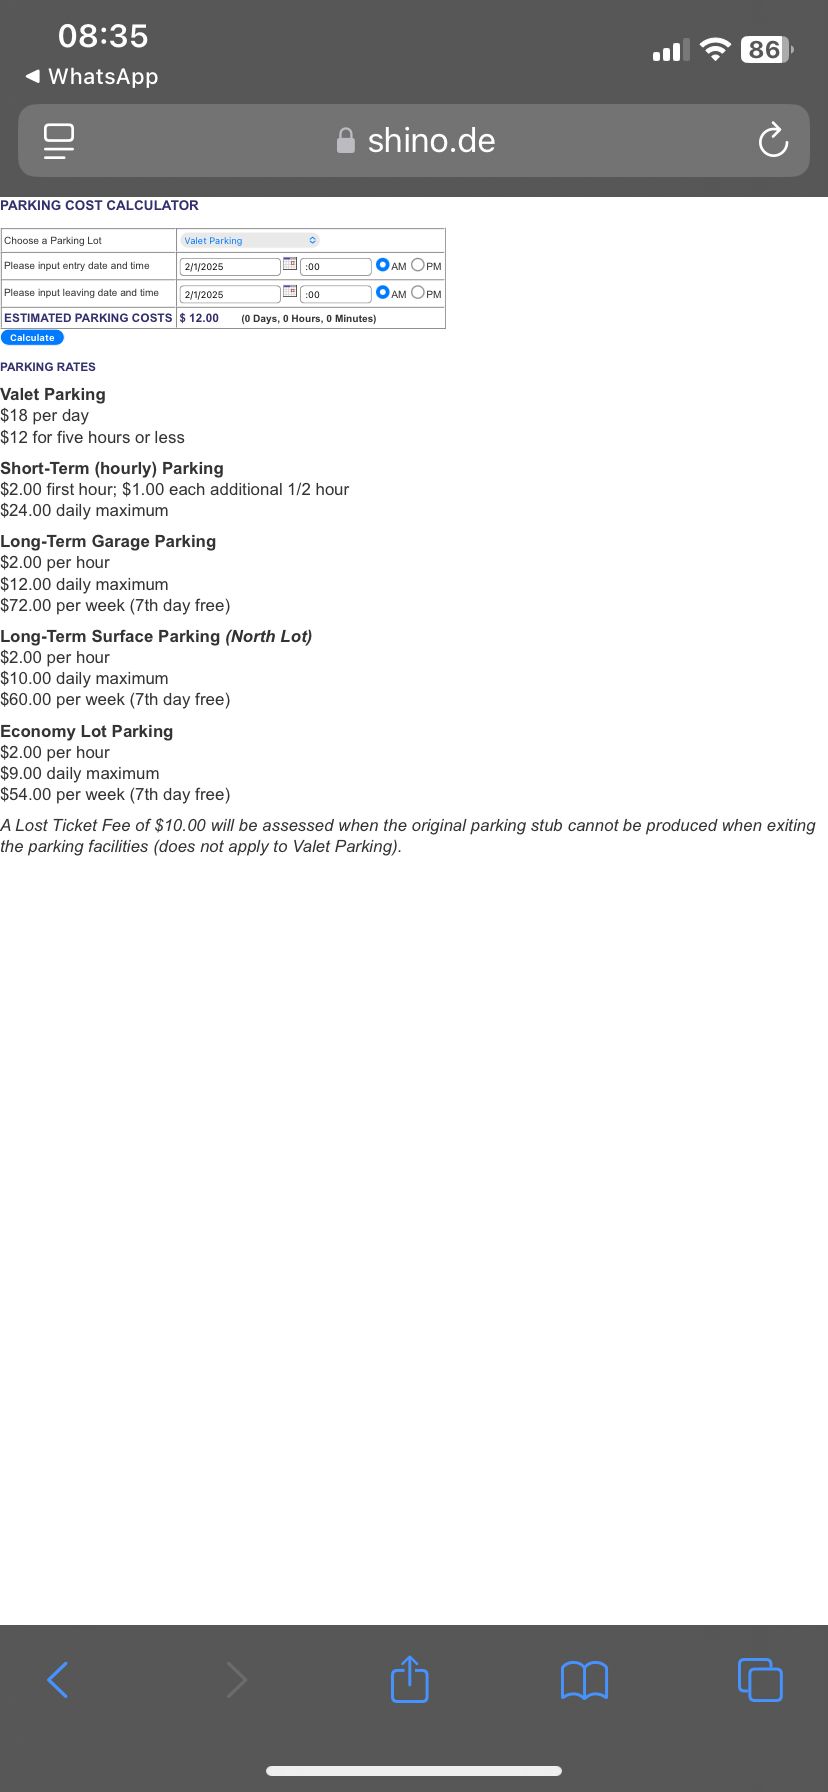 08:35
86
◀ WhatsApp
shino.de
PARKING COST CALCULATOR
Choose a Parking Lot Valet Parking
Please input entry date and time 2/1/2025 :00 AM PM
Please input leaving date and time 2/1/2025 :00 AM PM
ESTIMATED PARKING COSTS $ 12.00 (0 Days, 0 Hours, 0 Minutes)
Calculate
PARKING RATES
Valet Parking
$18 per day
$12 for five hours or less
Short-Term (hourly) Parking
$2.00 first hour; $1.00 each additional 1/2 hour
$24.00 daily maximum
Long-Term Garage Parking
$2.00 per hour
$12.00 daily maximum
$72.00 per week (7th day free)
Long-Term Surface Parking (North Lot)
$2.00 per hour
$10.00 daily maximum
$60.00 per week (7th day free)
Economy Lot Parking
$2.00 per hour
$9.00 daily maximum
$54.00 per week (7th day free)
A Lost Ticket Fee of $10.00 will be assessed when the original parking stub cannot be produced when exiting
the parking facilities (does not apply to Valet Parking).